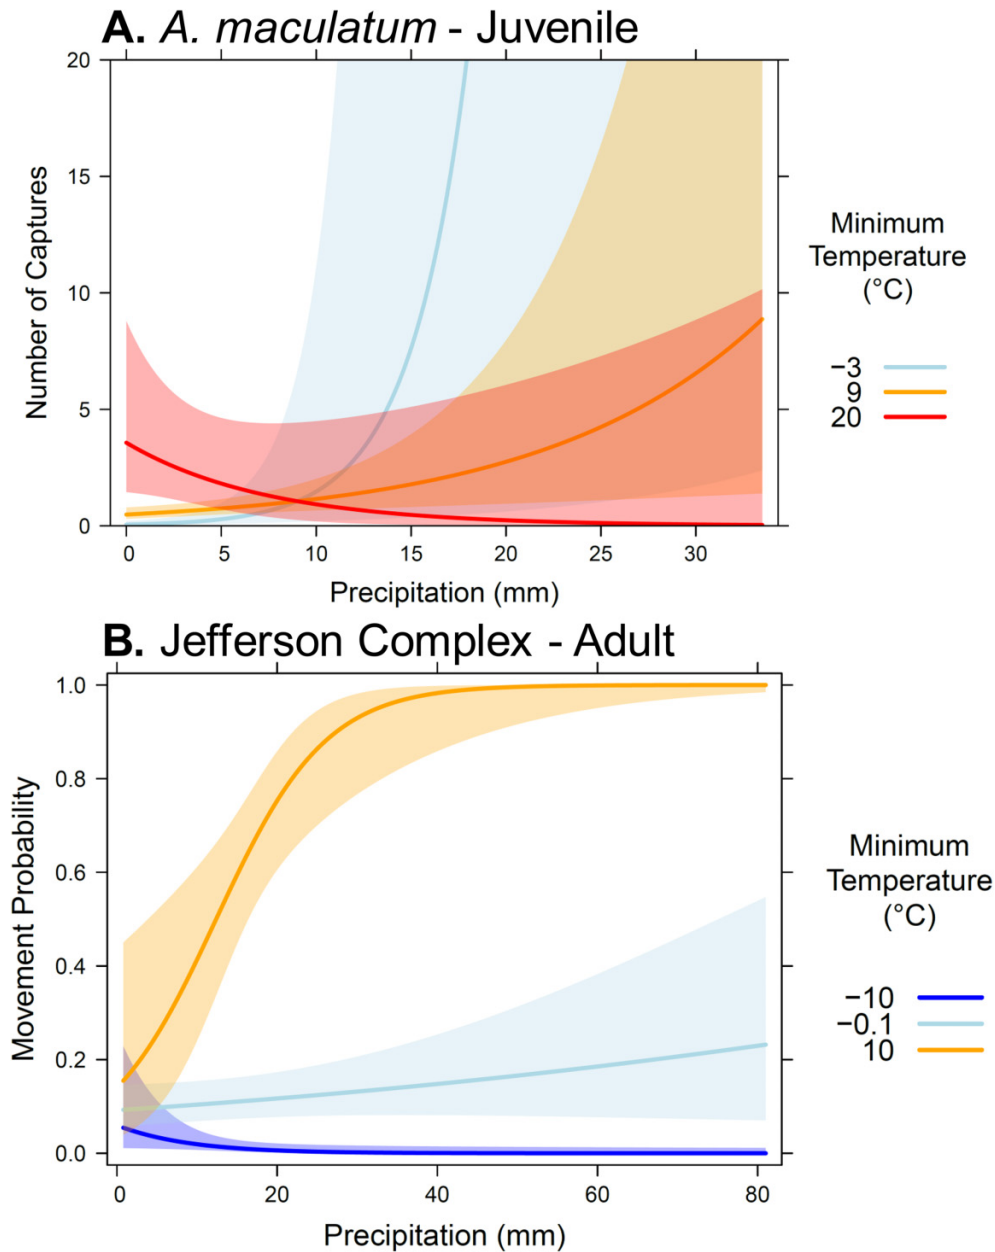 A. A. maculatum - Juvenile
20
15
10
5
0
Number of Captures
0 5 10 15 20 25 30
Precipitation (mm)
Minimum
Temperature
(°C)
−3
9
20
B. Jefferson Complex - Adult
1.0
0.8
0.6
0.4
0.2
0.0
Movement Probability
0 20 40 60 80
Precipitation (mm)
Minimum
Temperature
(°C)
−10
−0.1
10